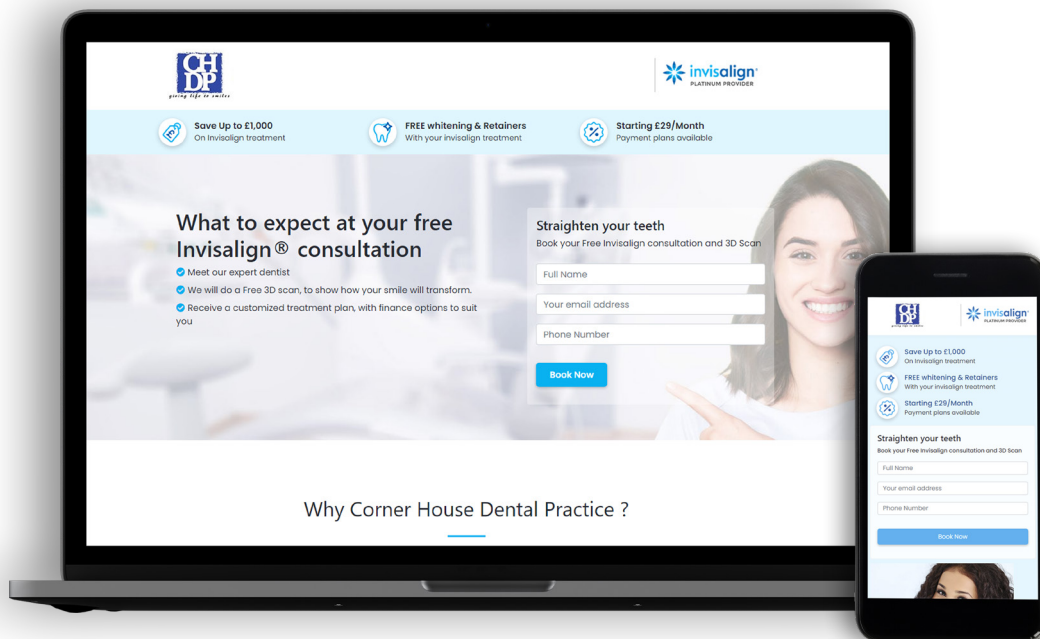 CH
DP
giving life to smiles
invisalign
PLATINUM PROVIDER
Save Up to £1,000
On Invisalign treatment
FREE whitening & Retainers
With your invisalign treatment
Starting £29/Month
Payment plans available
What to expect at your free
Invisalign® consultation
Meet our expert dentist
We will do a Free 3D scan, to show how your smile will transform.
Receive a customized treatment plan, with finance options to suit
you
Straighten your teeth
Book your Free Invisalign consultation and 3D Scan
Full Name
Your email address
Phone Number
Book Now
Why Corner House Dental Practice ?
CH
DP
giving life to smiles
invisalign
PLATINUM PROVIDER
Save Up to £1,000
On Invisalign treatment
FREE whitening & Retainers
With your invisalign treatment
Starting £29/Month
Payment plans available
Straighten your teeth
Book your Free Invisalign consultation and 3D Scan
Full Name
Your email address
Phone Number
Book Now